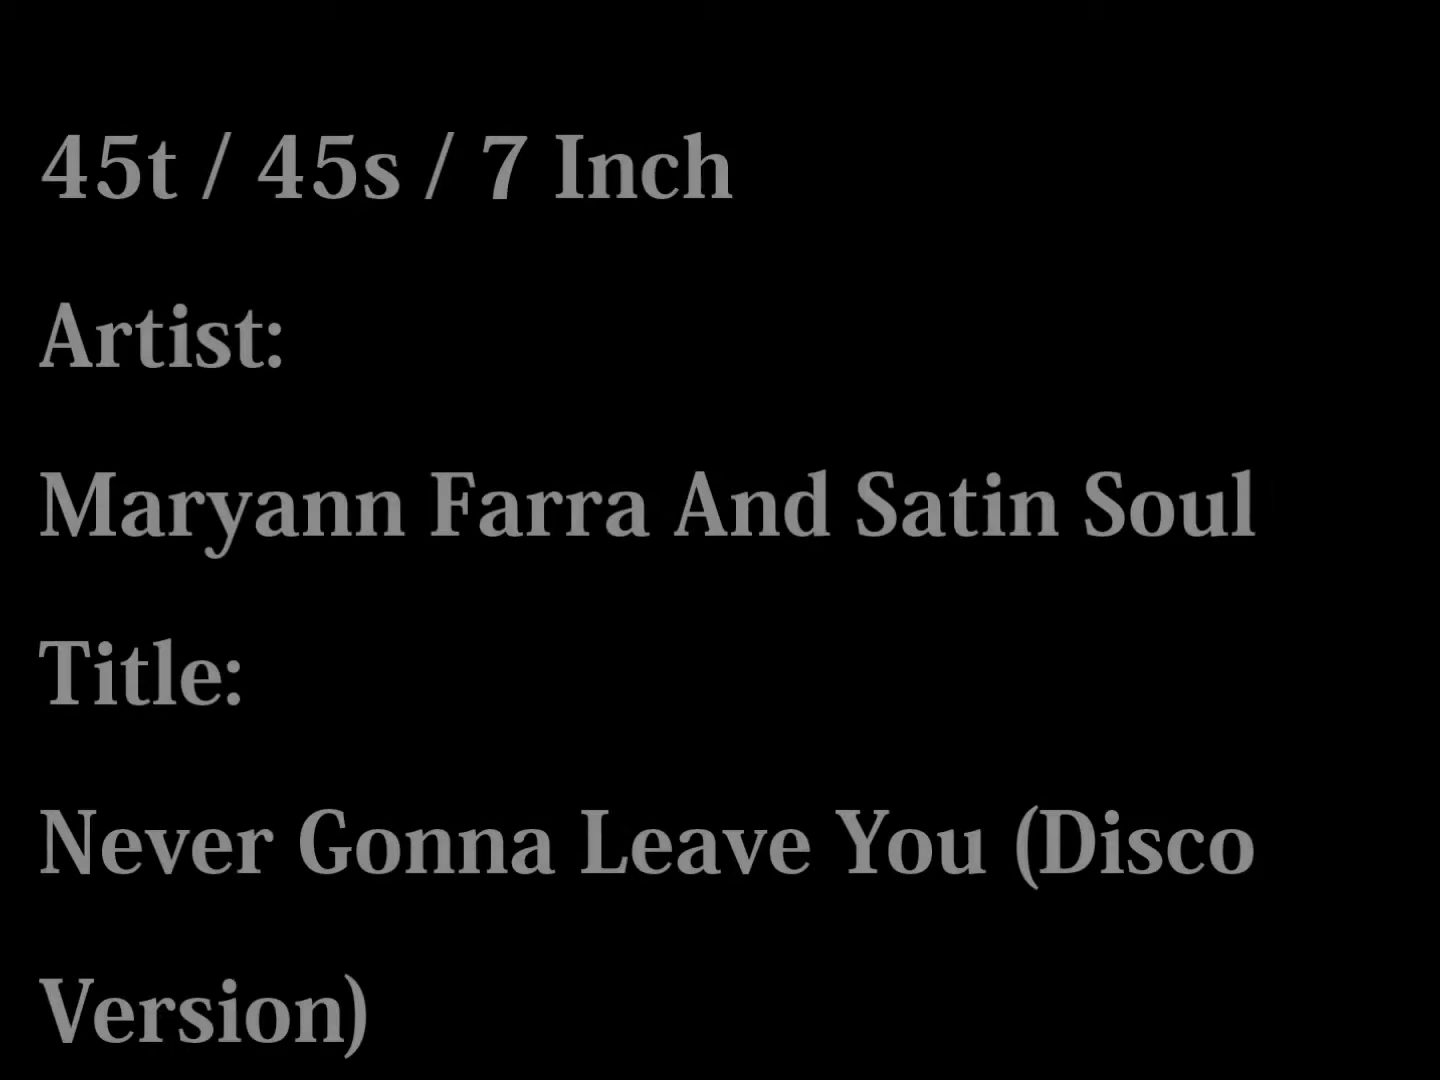 45t / 45s / 7 Inch
Artist:
Maryann Farra And Satin Soul
Title:
Never Gonna Leave You (Disco
Version)